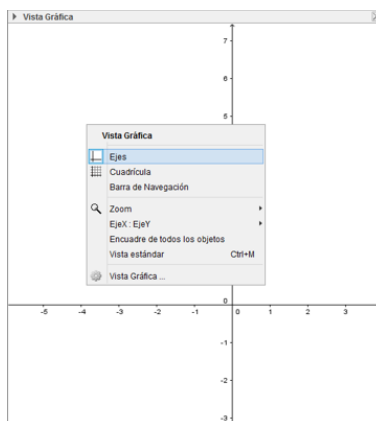 Vista Gráfica
7
6
5
Vista Gráfica
Ejes
Cuadrícula
Barra de Navegación
Zoom
EjeX : EjeY
Encuadre de todos los objetos
Vista estándar Ctrl+M
Vista Gráfica ...
0
-5 -4 -3 -2 -1 0 1 2 3
-1
-2
-3